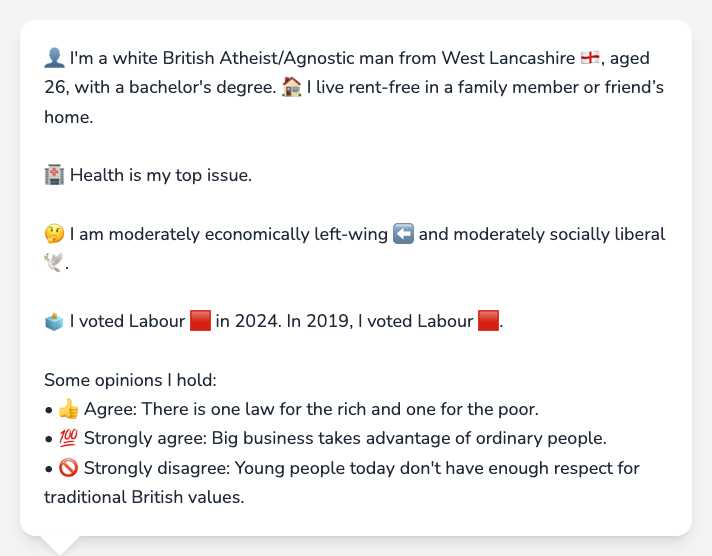 👤 I'm a white British Atheist/Agnostic man from West Lancashire 🏴󠁧󠁢󠁥󠁮󠁧󠁿, aged
26, with a bachelor's degree. 🏠 I live rent-free in a family member or friend’s
home.
🏥 Health is my top issue.
🤔 I am moderately economically left-wing ⬅️ and moderately socially liberal
🕊️.
🗳️ I voted Labour 🟥 in 2024. In 2019, I voted Labour 🟥.
Some opinions I hold:
• 👍 Agree: There is one law for the rich and one for the poor.
• 💯 Strongly agree: Big business takes advantage of ordinary people.
• 🚫 Strongly disagree: Young people today don't have enough respect for
traditional British values.